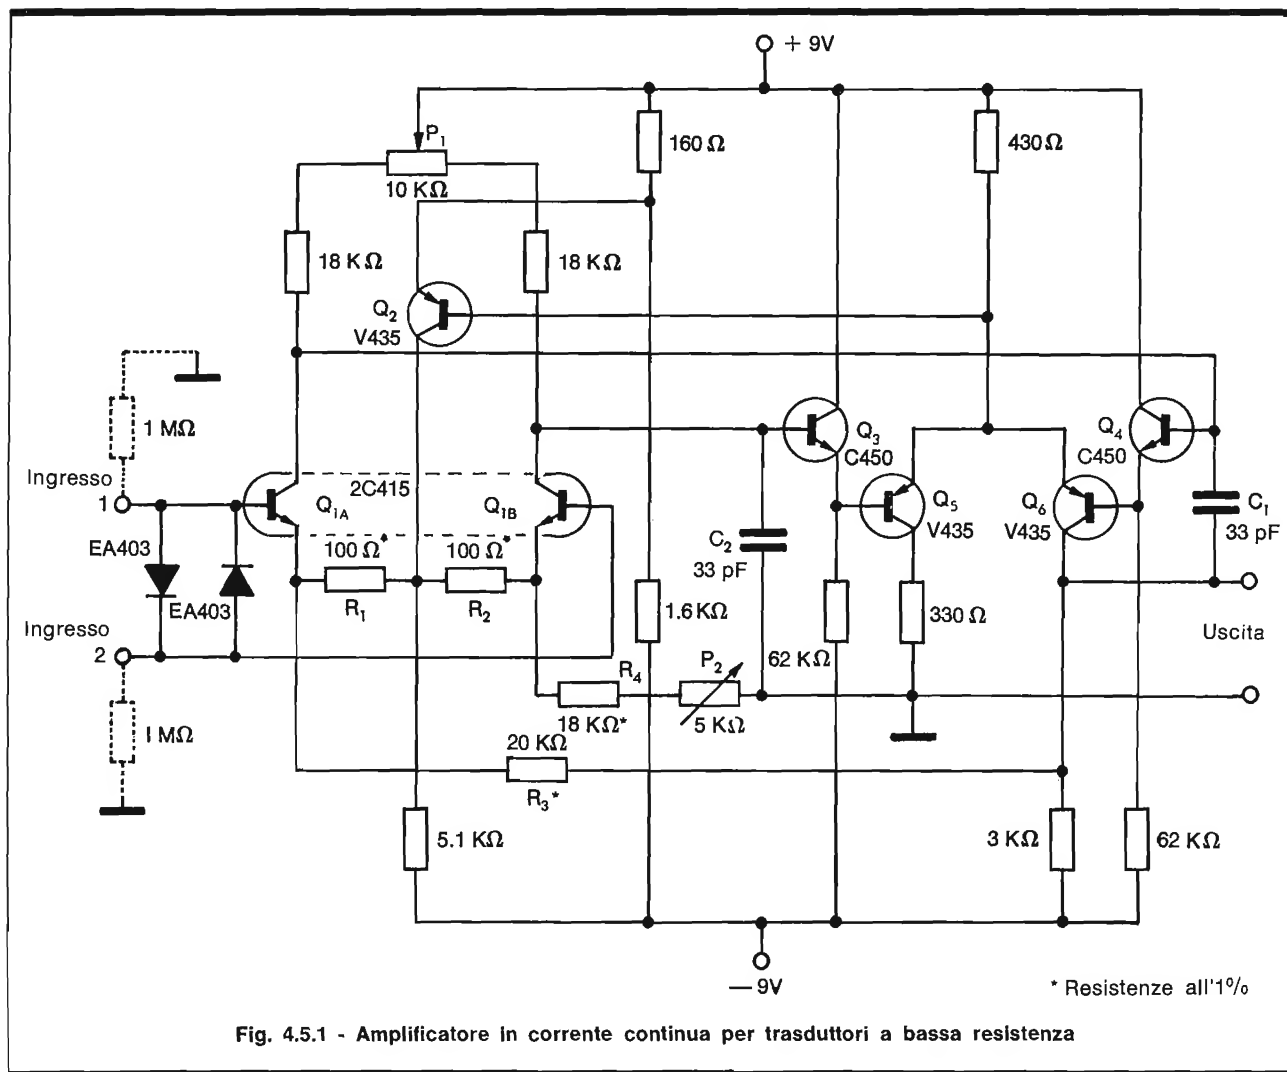 + 9V
P1
10 KΩ
160 Ω
430 Ω
18 KΩ
18 KΩ
Q2
V435
1 MΩ
Ingresso
1
2C415
Q1A
Q1B
Q3
C450
Q4
C450
EA403
EA403
100 Ω*
R1
100 Ω*
R2
C2
33 pF
Q5
V435
Q6
V435
C1
33 pF
Ingresso
2
1.6 KΩ
62 KΩ
330 Ω
Uscita
R4
18 KΩ*
P2
5 KΩ
1 MΩ
20 KΩ
R3*
5.1 KΩ
3 KΩ
62 KΩ
— 9V
* Resistenze all'1%
Fig. 4.5.1 - Amplificatore in corrente continua per trasduttori a bassa resistenza